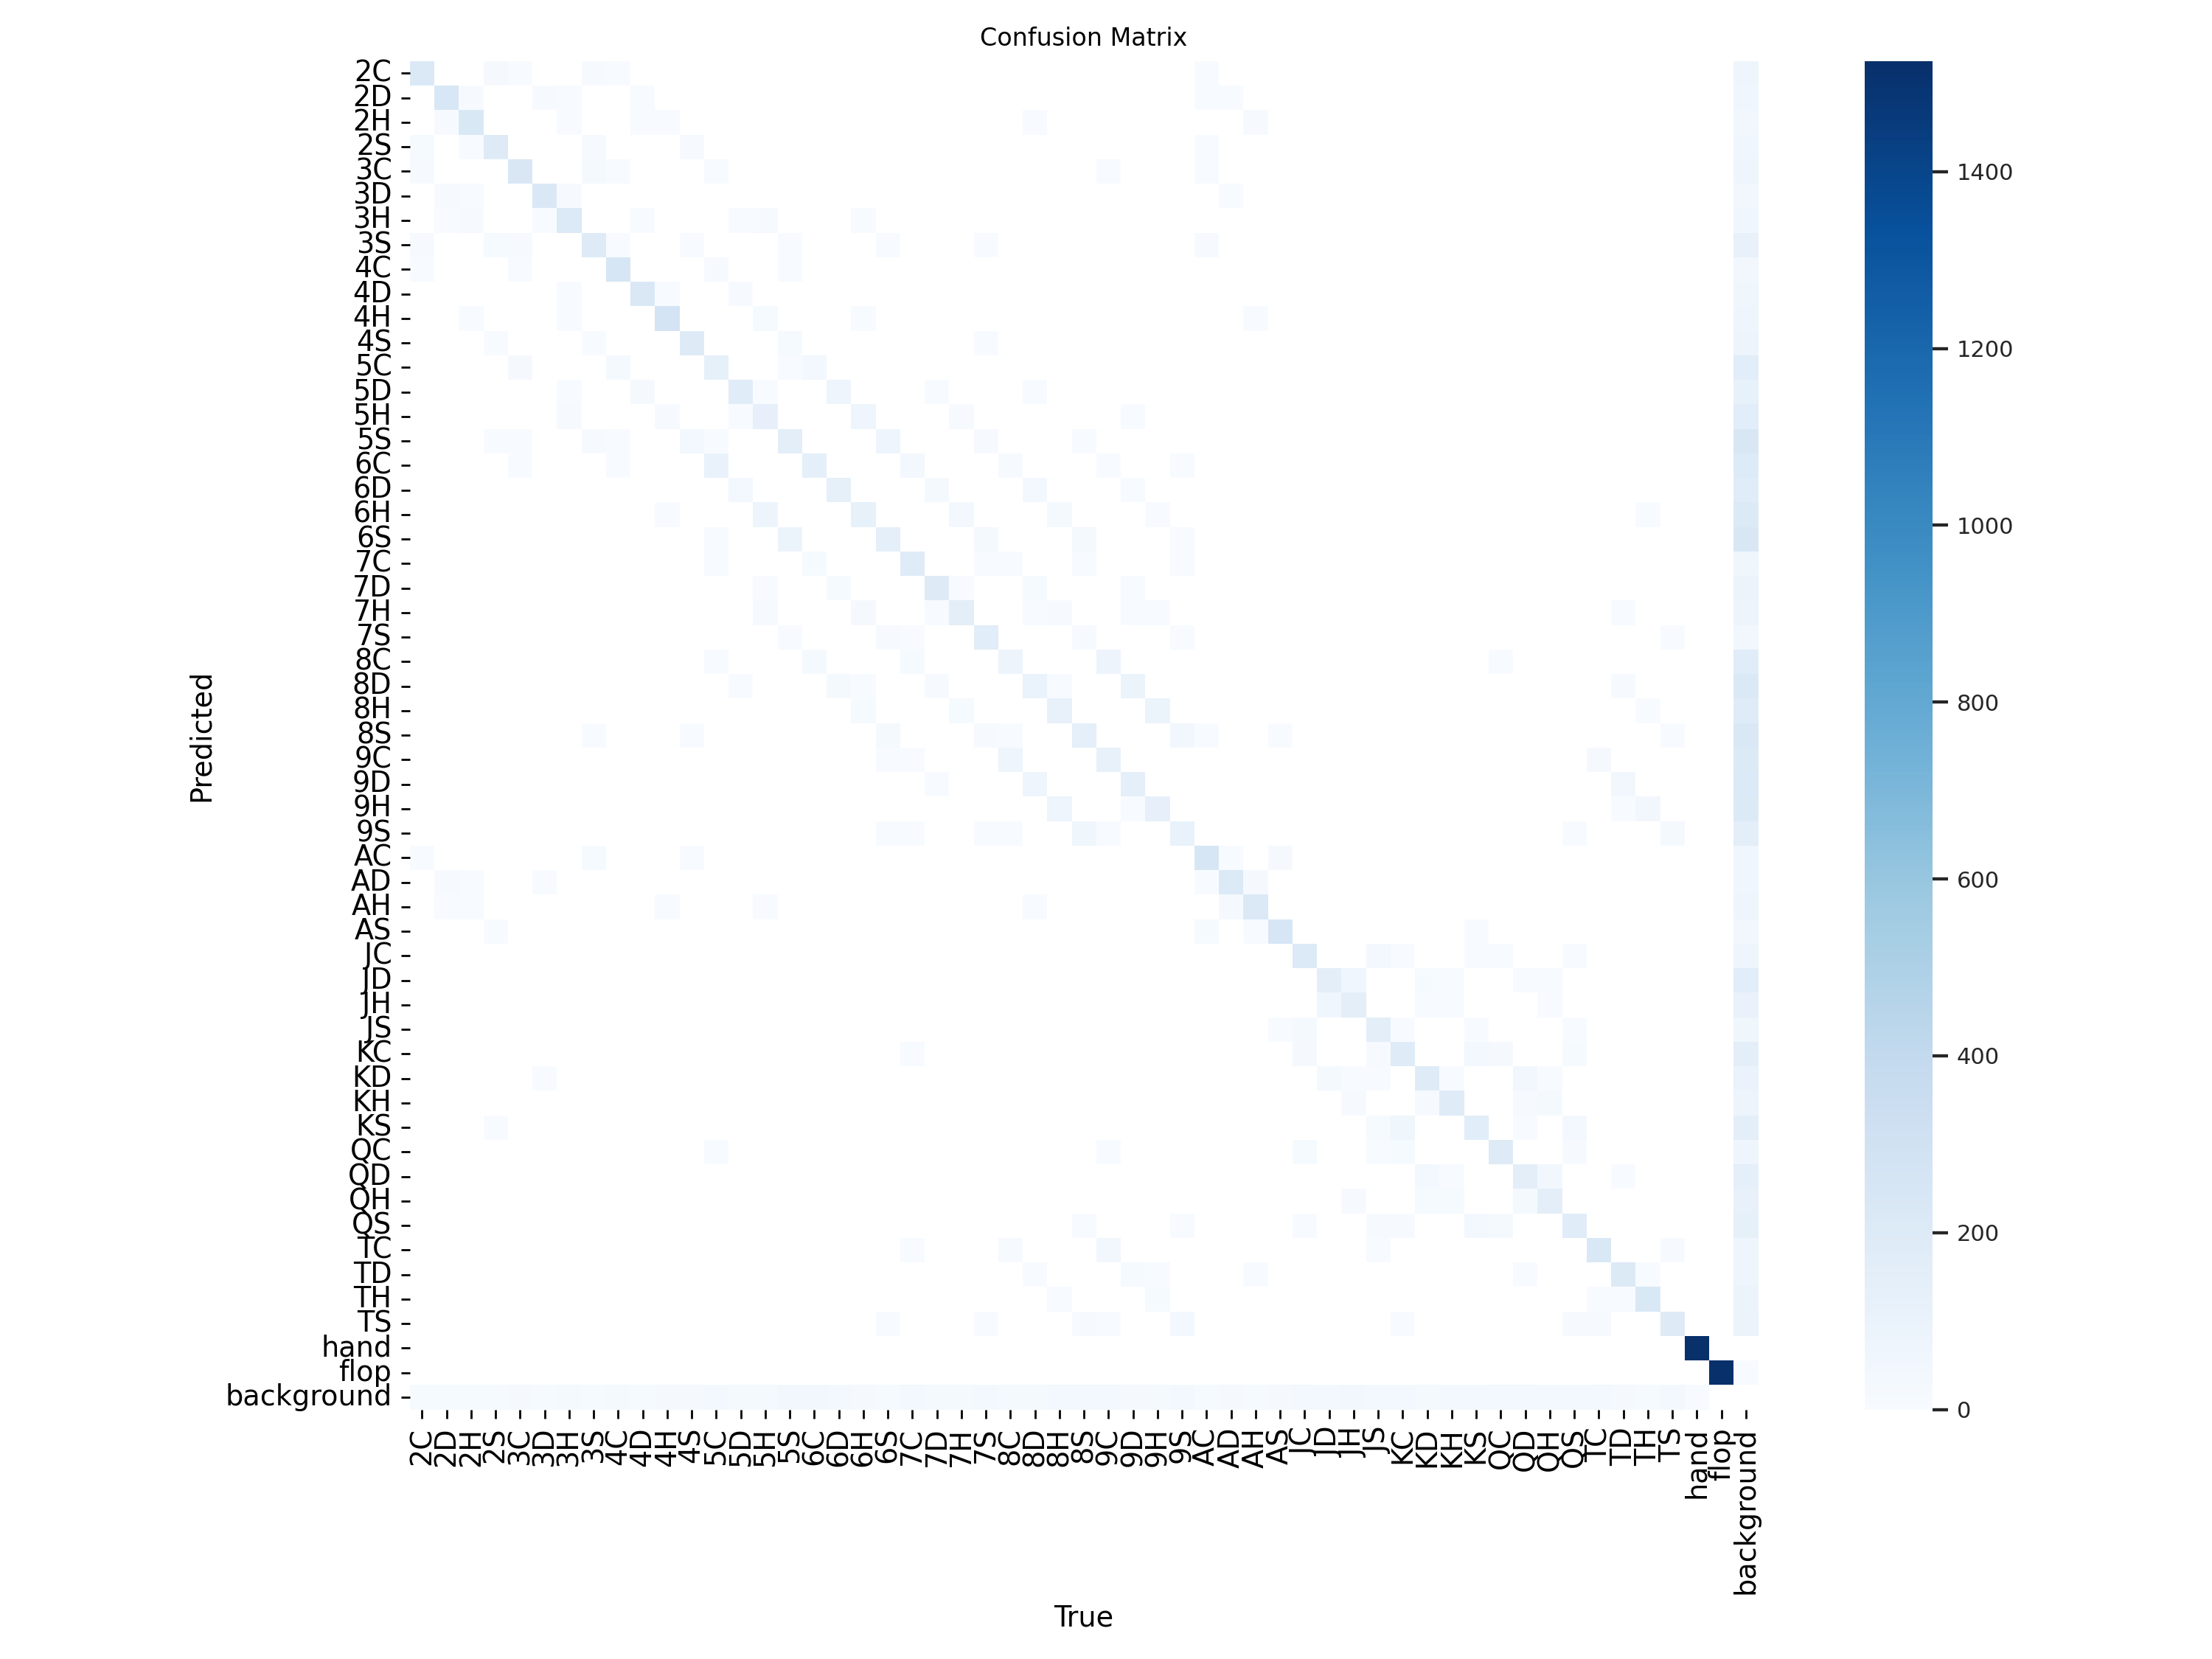 Confusion Matrix
2C
2D
2H
2S
3C
3D
3H
3S
4C
4D
4H
4S
5C
5D
5H
5S
6C
6D
6H
6S
7C
7D
7H
7S
8C
8D
8H
8S
9C
9D
9H
9S
AC
AD
AH
AS
JC
JD
JH
JS
KC
KD
KH
KS
QC
QD
QH
QS
TC
TD
TH
TS
hand
flop
background
Predicted
2C 2D 2H 2S 3C 3D 3H 3S 4C 4D 4H 4S 5C 5D 5H 5S 6C 6D 6H 6S 7C 7D 7H 7S 8C 8D 8H 8S 9C 9D 9H 9S AC AD AH AS JC JD JH JS KC KD KH KS QC QD QH QS TC TD TH TS hand flop background
True
1400
1200
1000
800
600
400
200
0